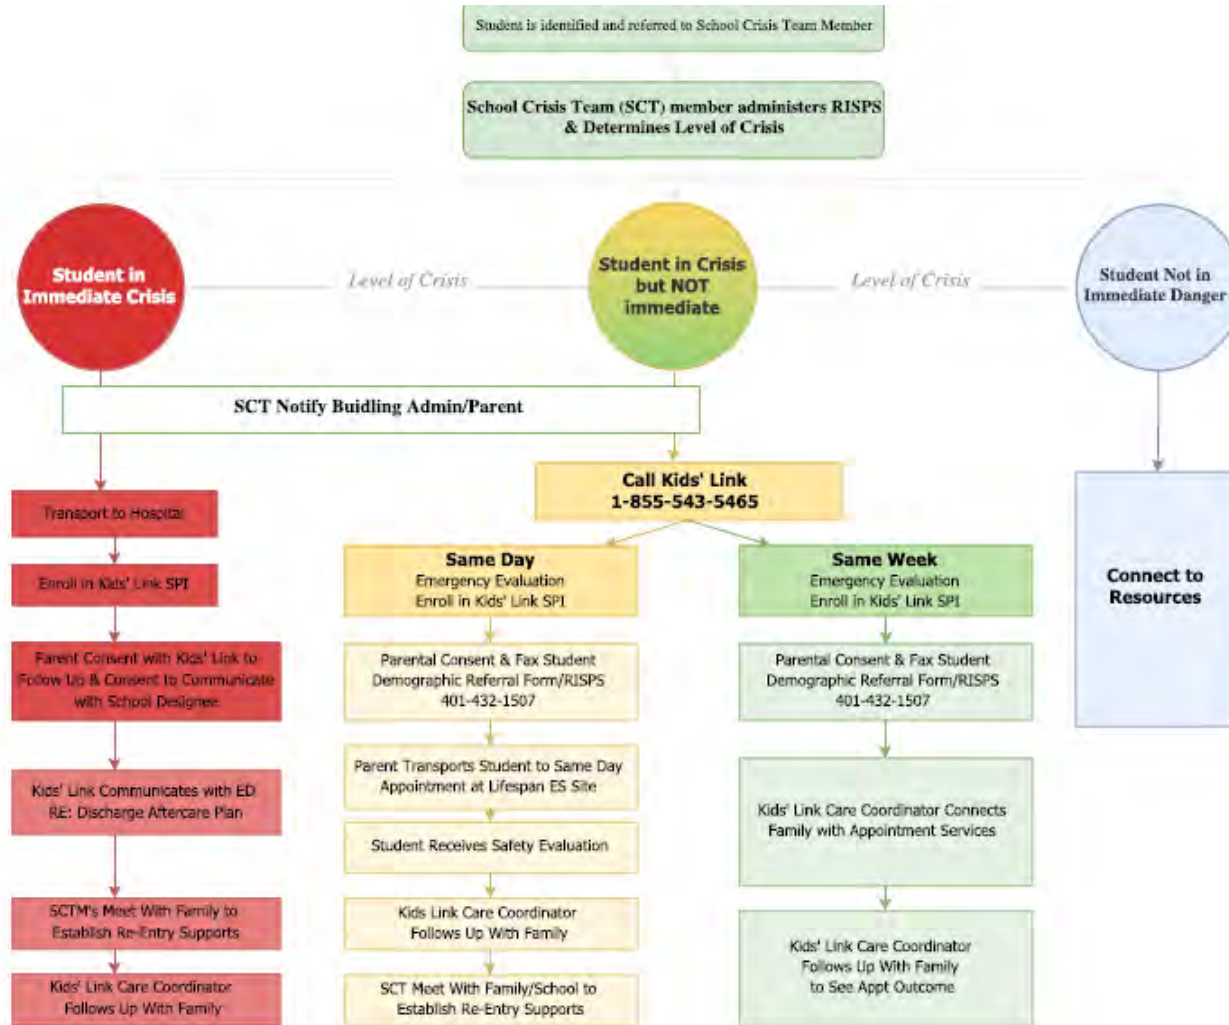 Student is identified and referred to School Crisis Team Member
School Crisis Team (SCT) member administers RISPS
& Determines Level of Crisis
Student in
Immediate Crisis
Level of Crisis
Student in Crisis
but NOT
immediate
Level of Crisis
Student Not in
Immediate Danger
SCT Notify Buidling Admin/Parent
Transport to Hospital
Enroll in Kids' Link SPI
Parent Consent with Kids' Link to
Follow Up & Consent to Communicate
with School Designee
Kids' Link Communicates with ED
RE: Discharge Aftercare Plan
SCTM's Meet With Family to
Establish Re-Entry Supports
Kids' Link Care Coordinator
Follows Up With Family
Call Kids' Link
1-855-543-5465
Same Day
Emergency Evaluation
Enroll in Kids' Link SPI
Parental Consent & Fax Student
Demographic Referral Form/RISPS
401-432-1507
Parent Transports Student to Same Day
Appointment at Lifespan ES Site
Student Receives Safety Evaluation
Kids Link Care Coordinator
Follows Up With Family
SCT Meet With Family/School to
Establish Re-Entry Supports
Same Week
Emergency Evaluation
Enroll in Kids' Link SPI
Parental Consent & Fax Student
Demographic Referral Form/RISPS
401-432-1507
Kids' Link Care Coordinator Connects
Family with Appointment Services
Kids' Link Care Coordinator
Follows Up With Family
to See Appt Outcome
Connect to
Resources